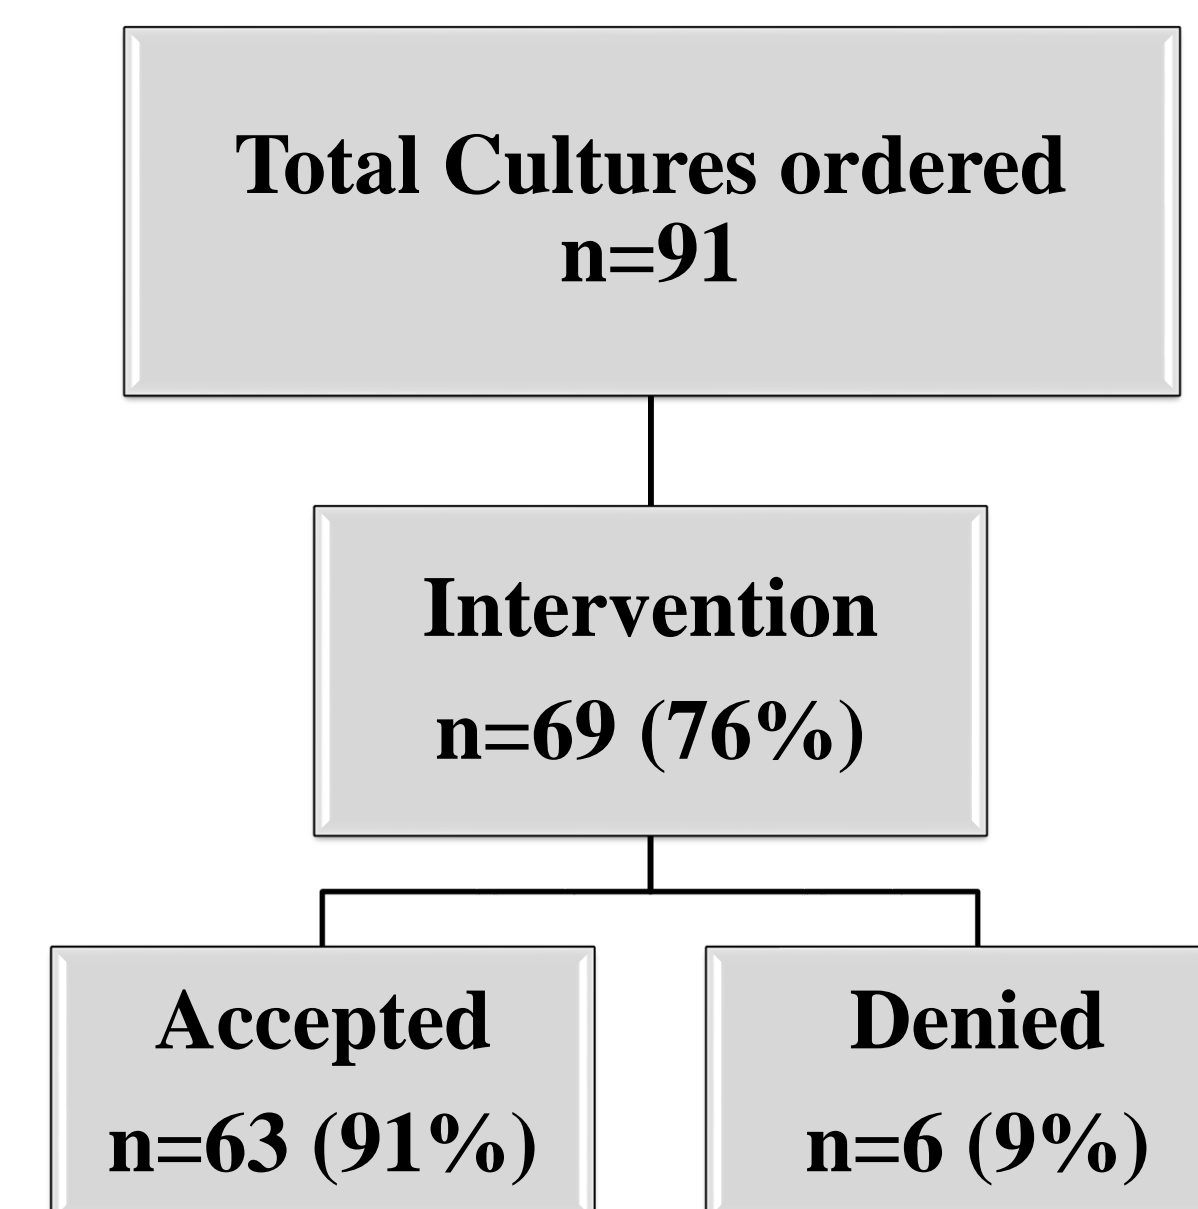 Total Cultures ordered
n=91
Intervention
n=69 (76%)
Accepted
n=63 (91%)
Denied
n=6 (9%)